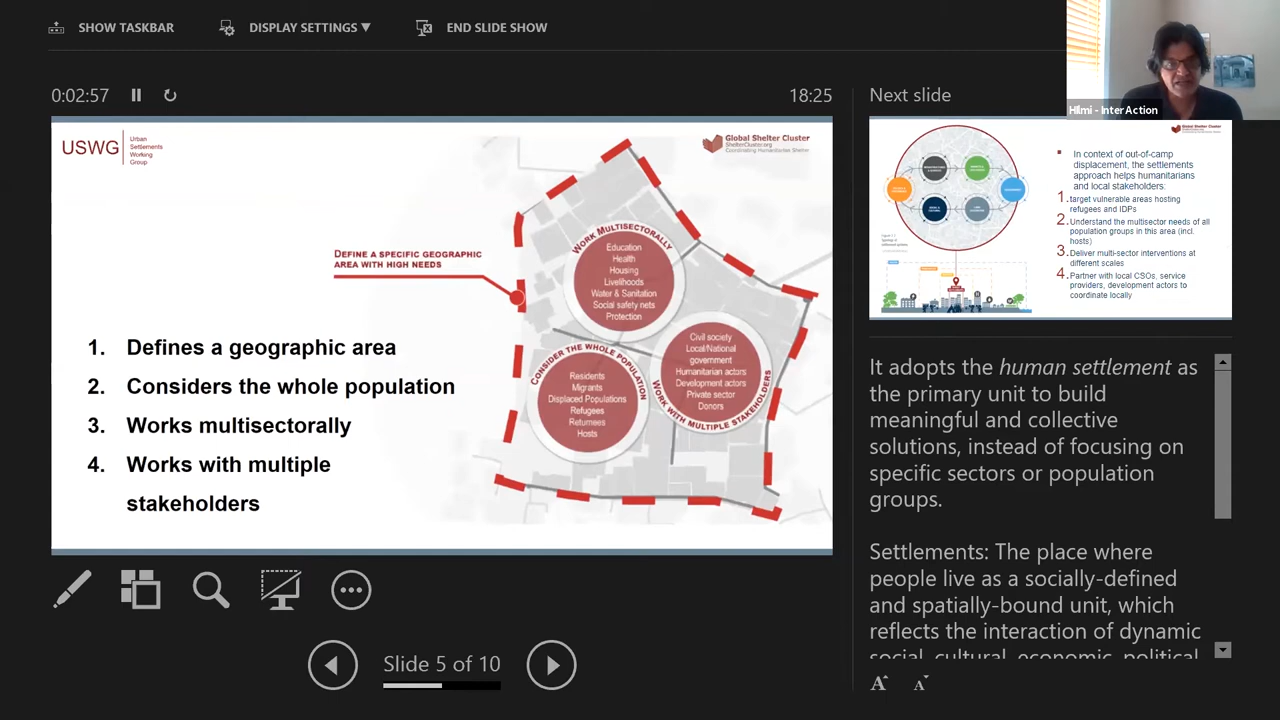 SHOW TASKBAR
DISPLAY SETTINGS ▼
END SLIDE SHOW
Hilmi - InterAction
0:02:57
18:25
USWG
Urban
Settlements
Working
Group
Global Shelter Cluster
ShelterCluster.org
Coordinating Humanitarian Shelter
DEFINE A SPECIFIC GEOGRAPHIC
AREA WITH HIGH NEEDS
1. Defines a geographic area
2. Considers the whole population
3. Works multisectorally
4. Works with multiple
stakeholders
WORK MULTISECTORALLY
Education
Health
Housing
Livelihoods
Water & Sanitation
Social safety nets
Protection
CONSIDER THE WHOLE POPULATION
Residents
Migrants
Displaced Populations
Refugees
Returnees
Hosts
WORK WITH MULTIPLE STAKEHOLDERS
Civil society
Local/National
government
Humanitarian actors
Development actors
Private sector
Donors
Slide 5 of 10
Next slide
Global Shelter Cluster
In context of out-of-camp
displacement, the settlements
approach helps humanitarians
and local stakeholders:
1. target vulnerable areas hosting
refugees and IDPs
2. Understand the multisector needs of all
population groups in this area (incl.
hosts)
3. Deliver multi-sector interventions at
different scales
4. Partner with local CSOs, service
providers, development actors to
coordinate locally
It adopts the human settlement as
the primary unit to build
meaningful and collective
solutions, instead of focusing on
specific sectors or population
groups.
Settlements: The place where
people live as a socially-defined
and spatially-bound unit, which
reflects the interaction of dynamic
social, cultural, economic, political,
A A